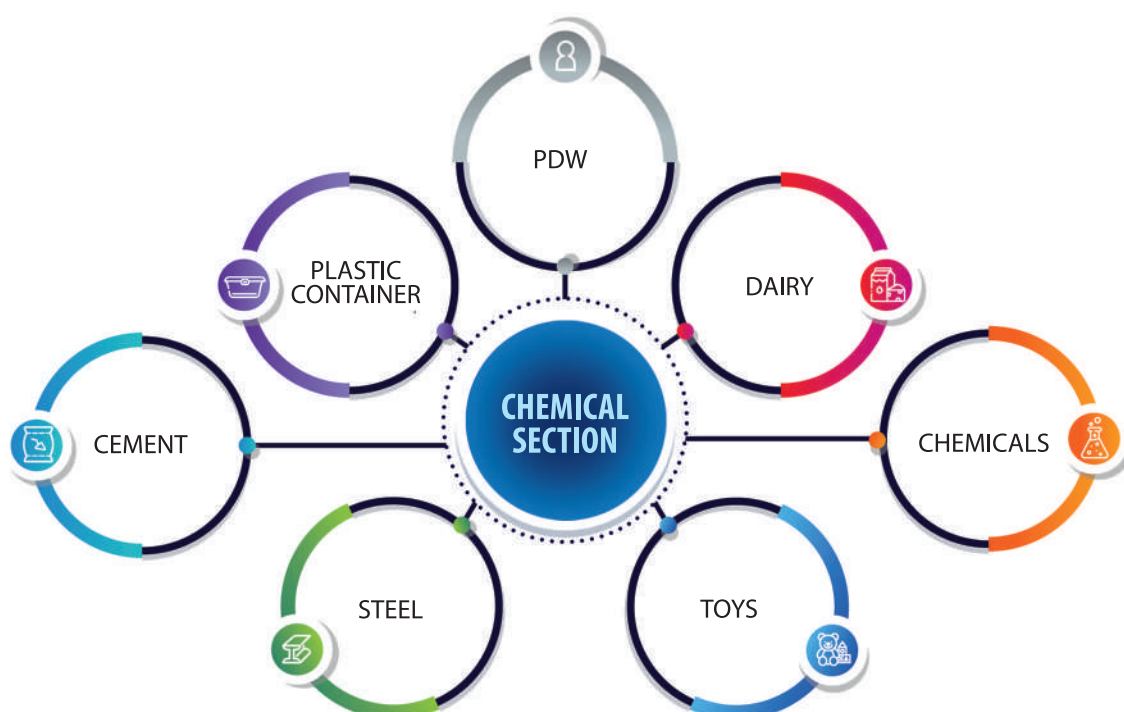 PDW
PLASTIC
CONTAINER
DAIRY
CEMENT
CHEMICAL
SECTION
CHEMICALS
STEEL
TOYS